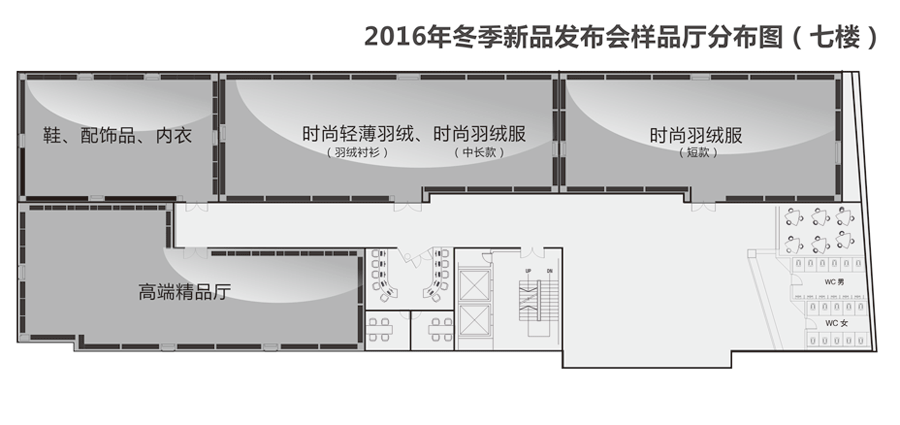 2016年冬季新品发布会样品厅分布图（七楼）
鞋、配饰品、内衣
时尚轻薄羽绒、时尚羽绒服
（羽绒衬衫）
（中长款）
时尚羽绒服
（短款）
高端精品厅
UP
DN
WC 男
WC 女